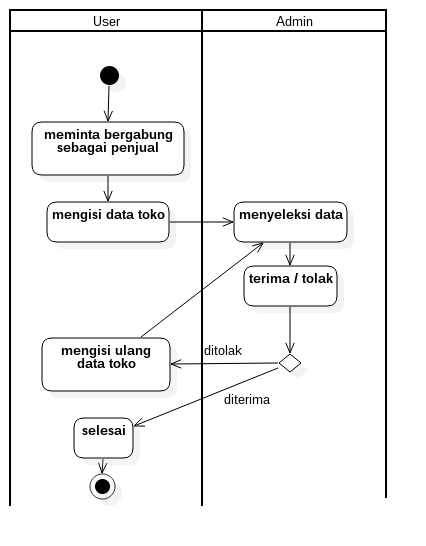 User
Admin
meminta bergabung
sebagai penjual
mengisi data toko
menyeleksi data
terima / tolak
mengisi ulang
data toko
ditolak
diterima
selesai